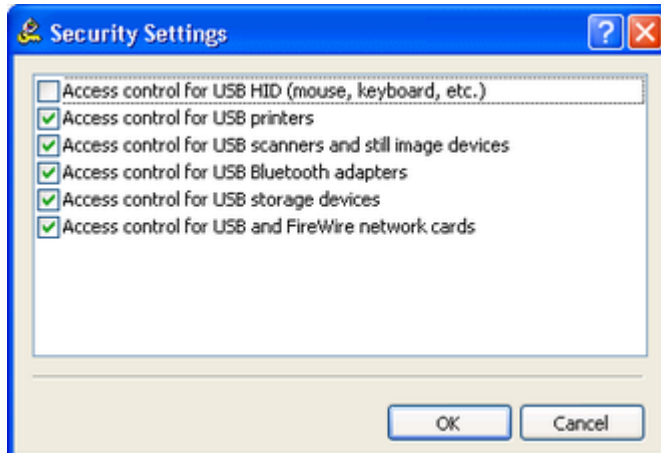 Security Settings
Access control for USB HID (mouse, keyboard, etc.)
Access control for USB printers
Access control for USB scanners and still image devices
Access control for USB Bluetooth adapters
Access control for USB storage devices
Access control for USB and FireWire network cards
OK Cancel